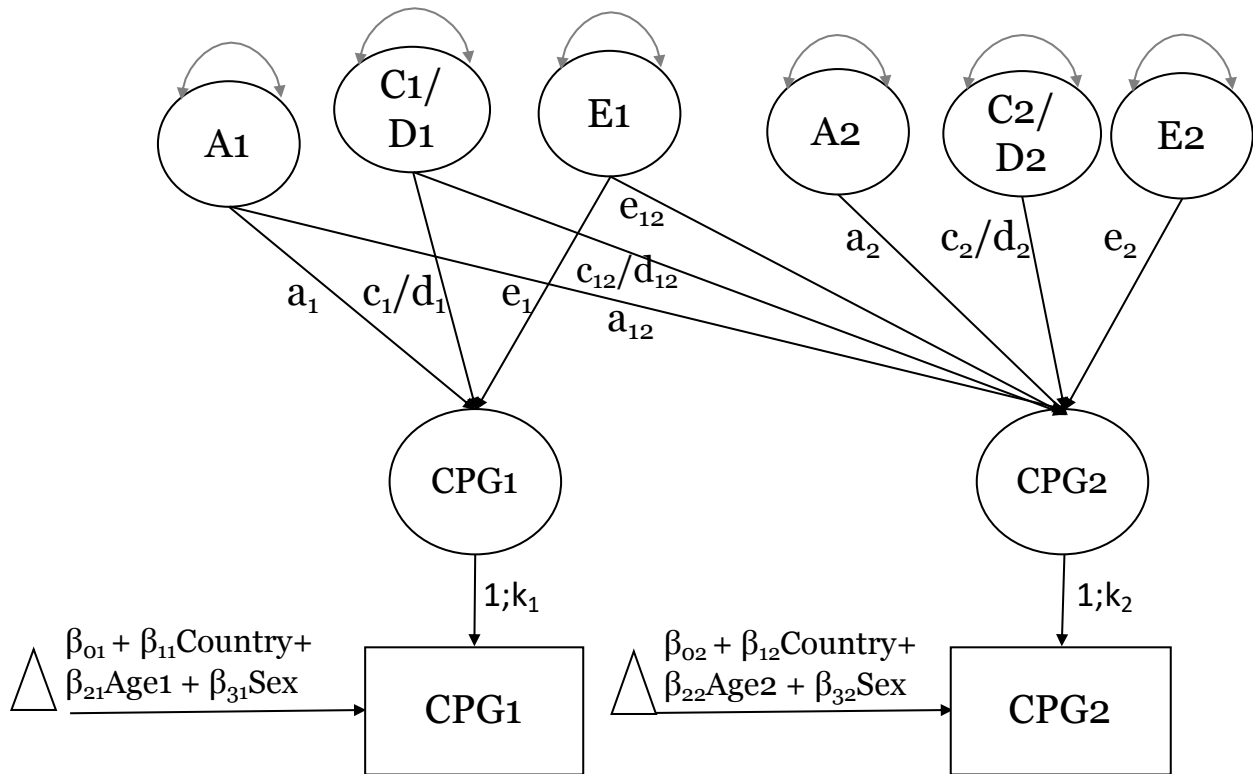 A1
C1/
D1
E1
A2
C2/
D2
E2
a₁
c₁/d₁
e₁
e₁₂
c₁₂/d₁₂
a₁₂
a₂
c₂/d₂
e₂
CPG1
CPG2
1;k₁
1;k₂
β₀₁ + β₁₁Country+
β₂₁Age1 + β₃₁Sex
CPG1
β₀₂ + β₁₂Country+
β₂₂Age2 + β₃₂Sex
CPG2